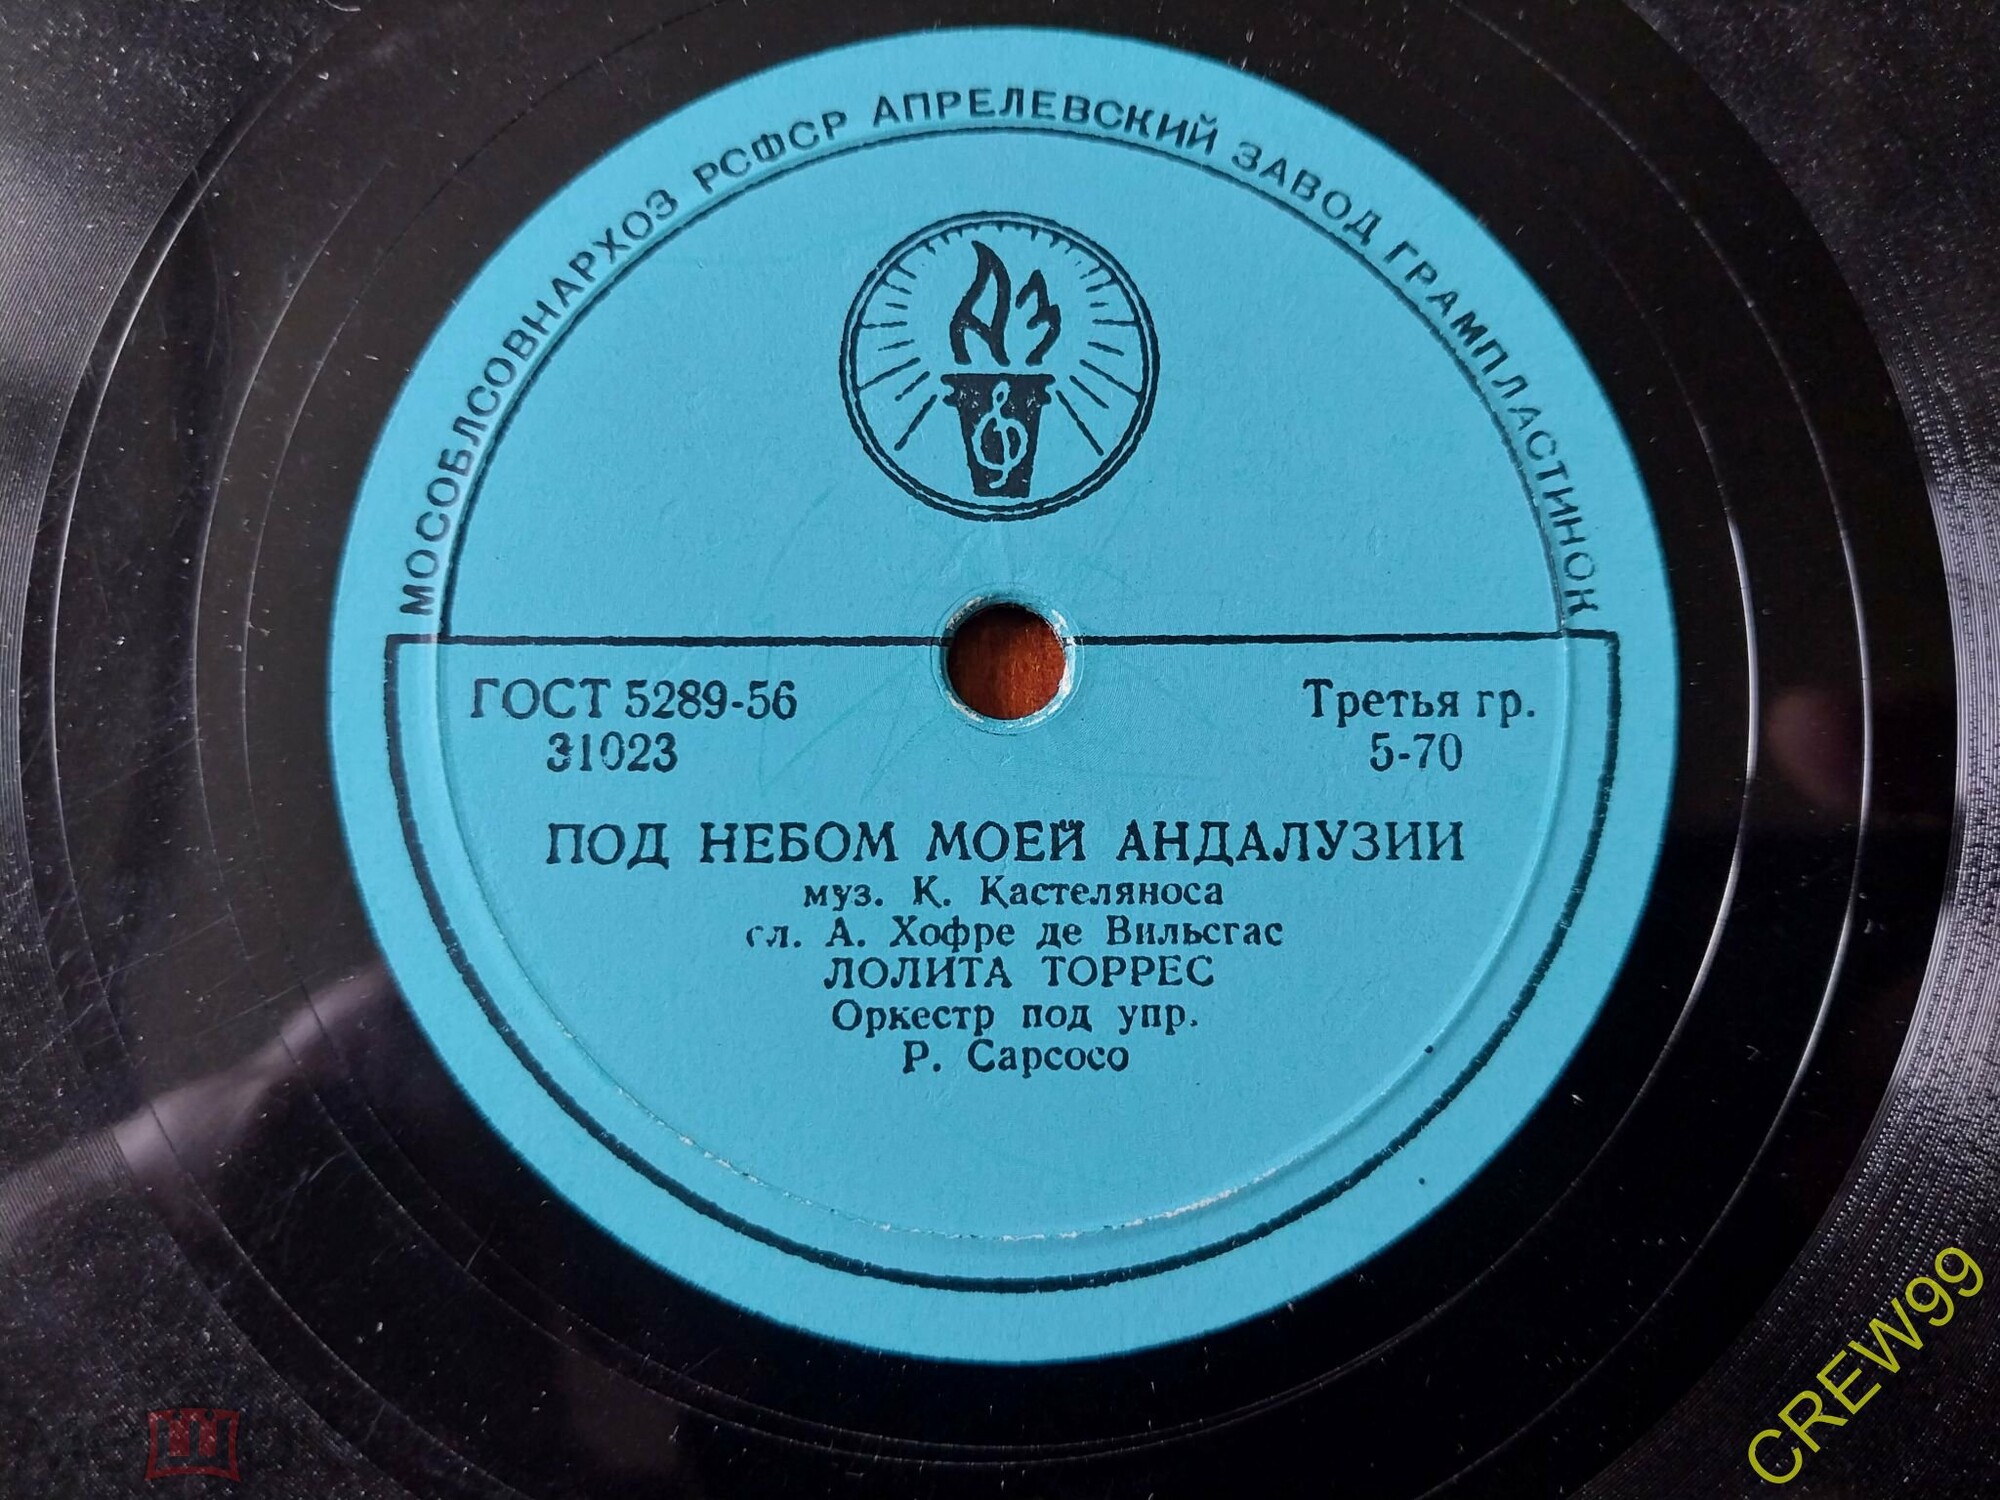 МОСОБЛСОВНАРХОЗ РСФСР АПРЕЛЕВСКИЙ ЗАВОД ГРАМПЛАСТИНОК
АЗ
ГОСТ 5289-56
31023
Третья гр.
5-70
ПОД НЕБОМ МОЕЙ АНДАЛУЗИИ
муз. К. Кастеляноса
сл. А. Хофре де Вильсгас
ЛОЛИТА ТОРРЕС
Оркестр под упр.
Р. Сарсосо
CREW99